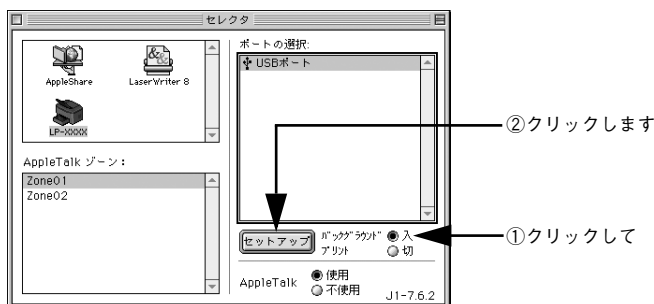 セレクタ
AppleShare
LaserWriter 8
LP-XXXX
AppleTalk ゾーン：
Zone01
Zone02
ポートの選択:
USBポート
②クリックします
セットアップ
バックグラウンド
プリント
入
切
①クリックして
AppleTalk
使用
不使用
J1-7.6.2